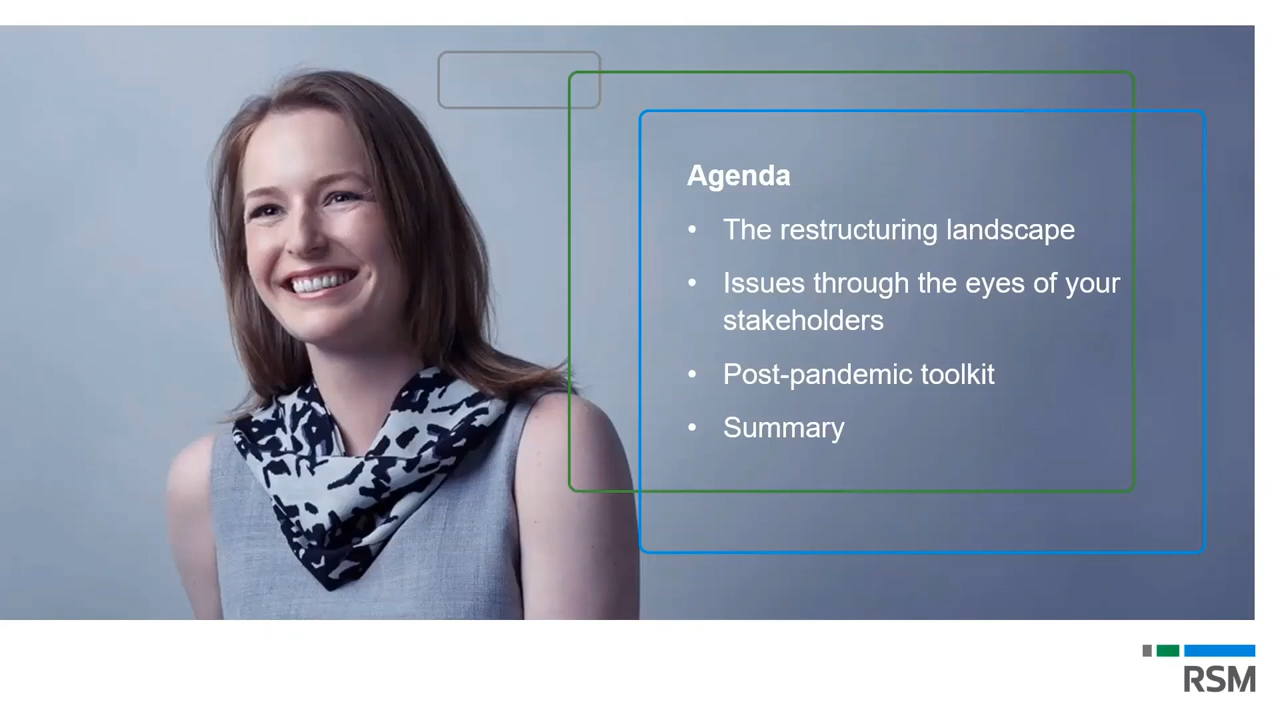 Agenda
• The restructuring landscape
• Issues through the eyes of your
stakeholders
• Post-pandemic toolkit
• Summary
RSM